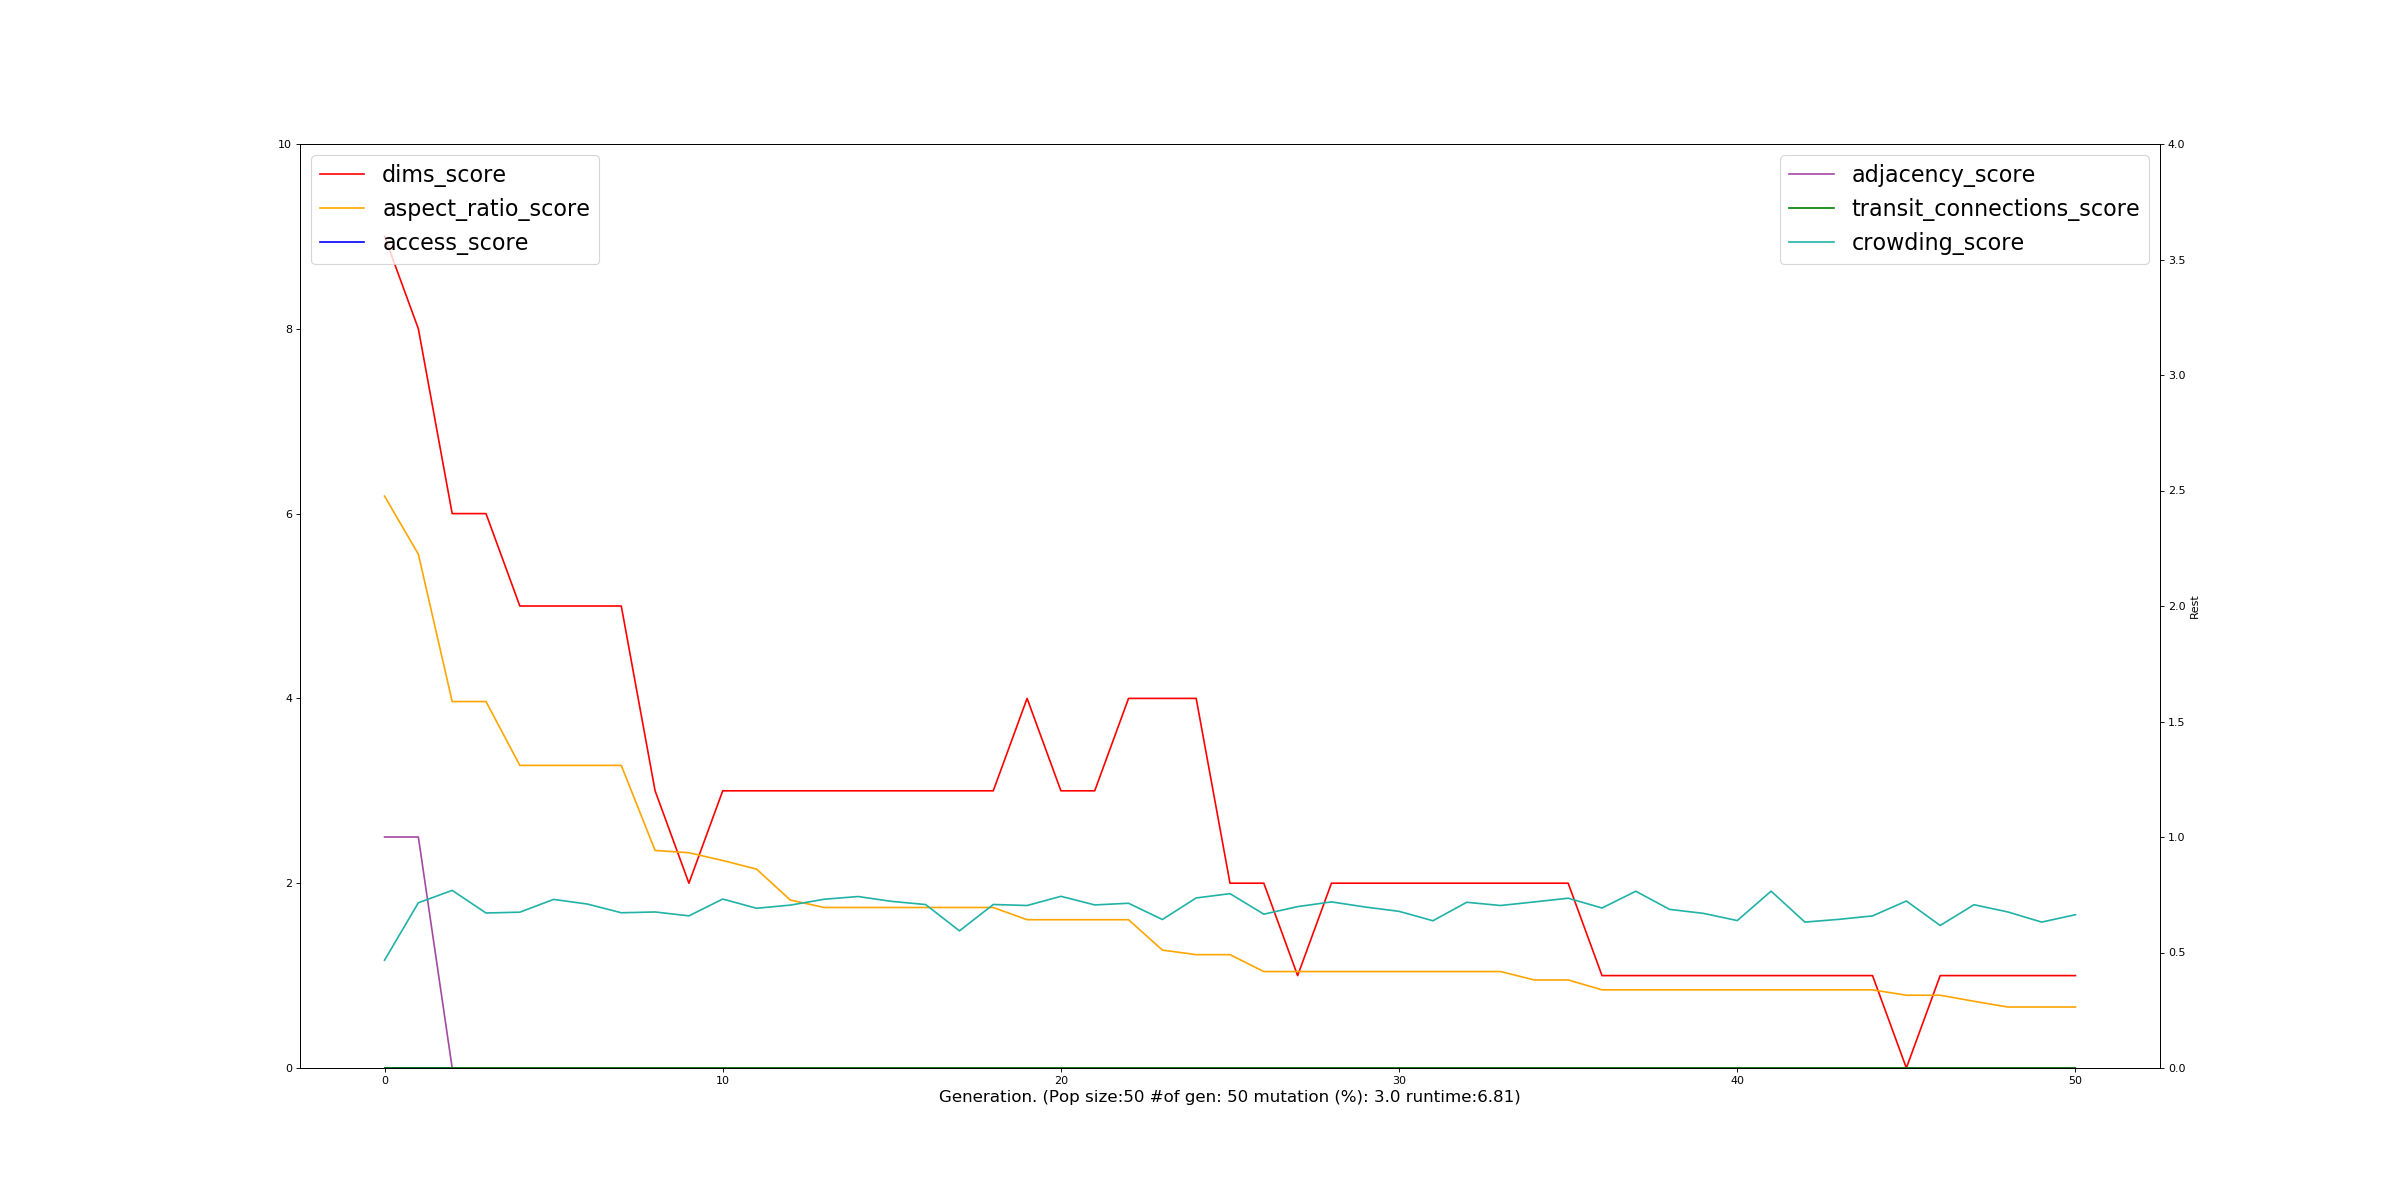 dims_score
aspect_ratio_score
access_score
adjacency_score
transit_connections_score
crowding_score
10
8
6
4
2
0
4.0
3.5
3.0
2.5
2.0
1.5
1.0
0.5
0.0
Rest
0 10 20 30 40 50
Generation. (Pop size:50 #of gen: 50 mutation (%): 3.0 runtime:6.81)